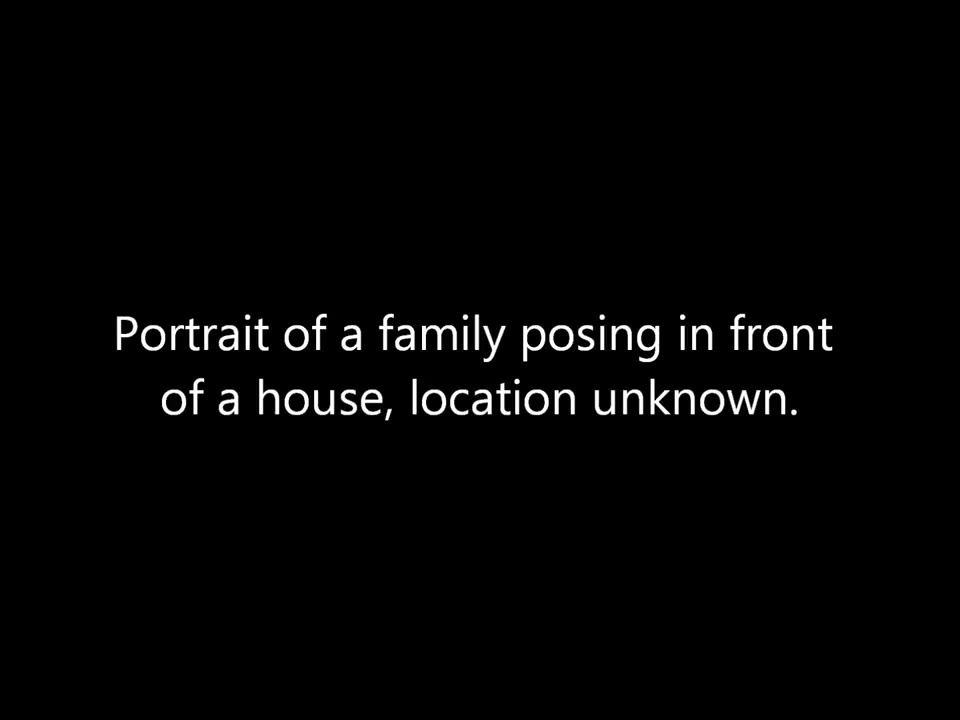 Portrait of a family posing in front
of a house, location unknown.